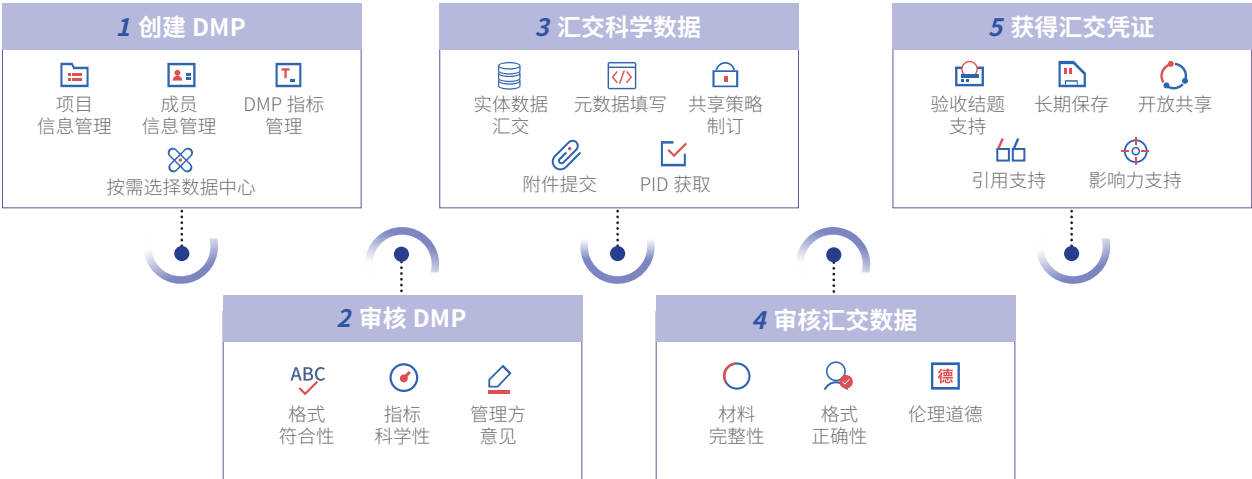 1 创建 DMP
项目
信息管理
成员
信息管理
DMP 指标
管理
按需选择数据中心
2 审核 DMP
ABC
格式
符合性
指标
科学性
管理方
意见
3 汇交科学数据
实体数据
汇交
元数据填写
共享策略
制订
附件提交
PID 获取
4 审核汇交数据
材料
完整性
格式
正确性
德
伦理道德
5 获得汇交凭证
验收结题
支持
长期保存
开放共享
引用支持
影响力支持